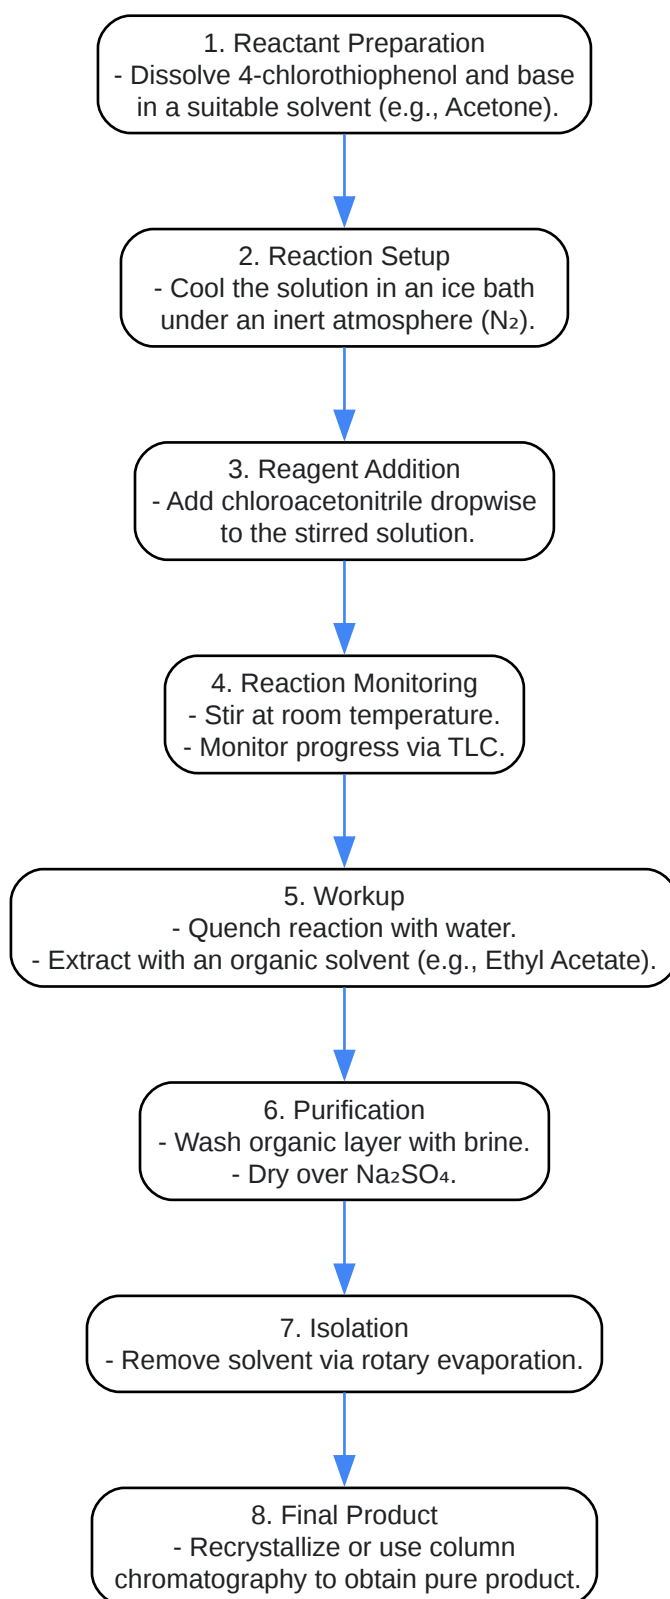 1. Reactant Preparation
- Dissolve 4-chlorothiophenol and base
in a suitable solvent (e.g., Acetone).
2. Reaction Setup
- Cool the solution in an ice bath
under an inert atmosphere (N₂).
3. Reagent Addition
- Add chloroacetonitrile dropwise
to the stirred solution.
4. Reaction Monitoring
- Stir at room temperature.
- Monitor progress via TLC.
5. Workup
- Quench reaction with water.
- Extract with an organic solvent (e.g., Ethyl Acetate).
6. Purification
- Wash organic layer with brine.
- Dry over Na₂SO₄.
7. Isolation
- Remove solvent via rotary evaporation.
8. Final Product
- Recrystallize or use column
chromatography to obtain pure product.